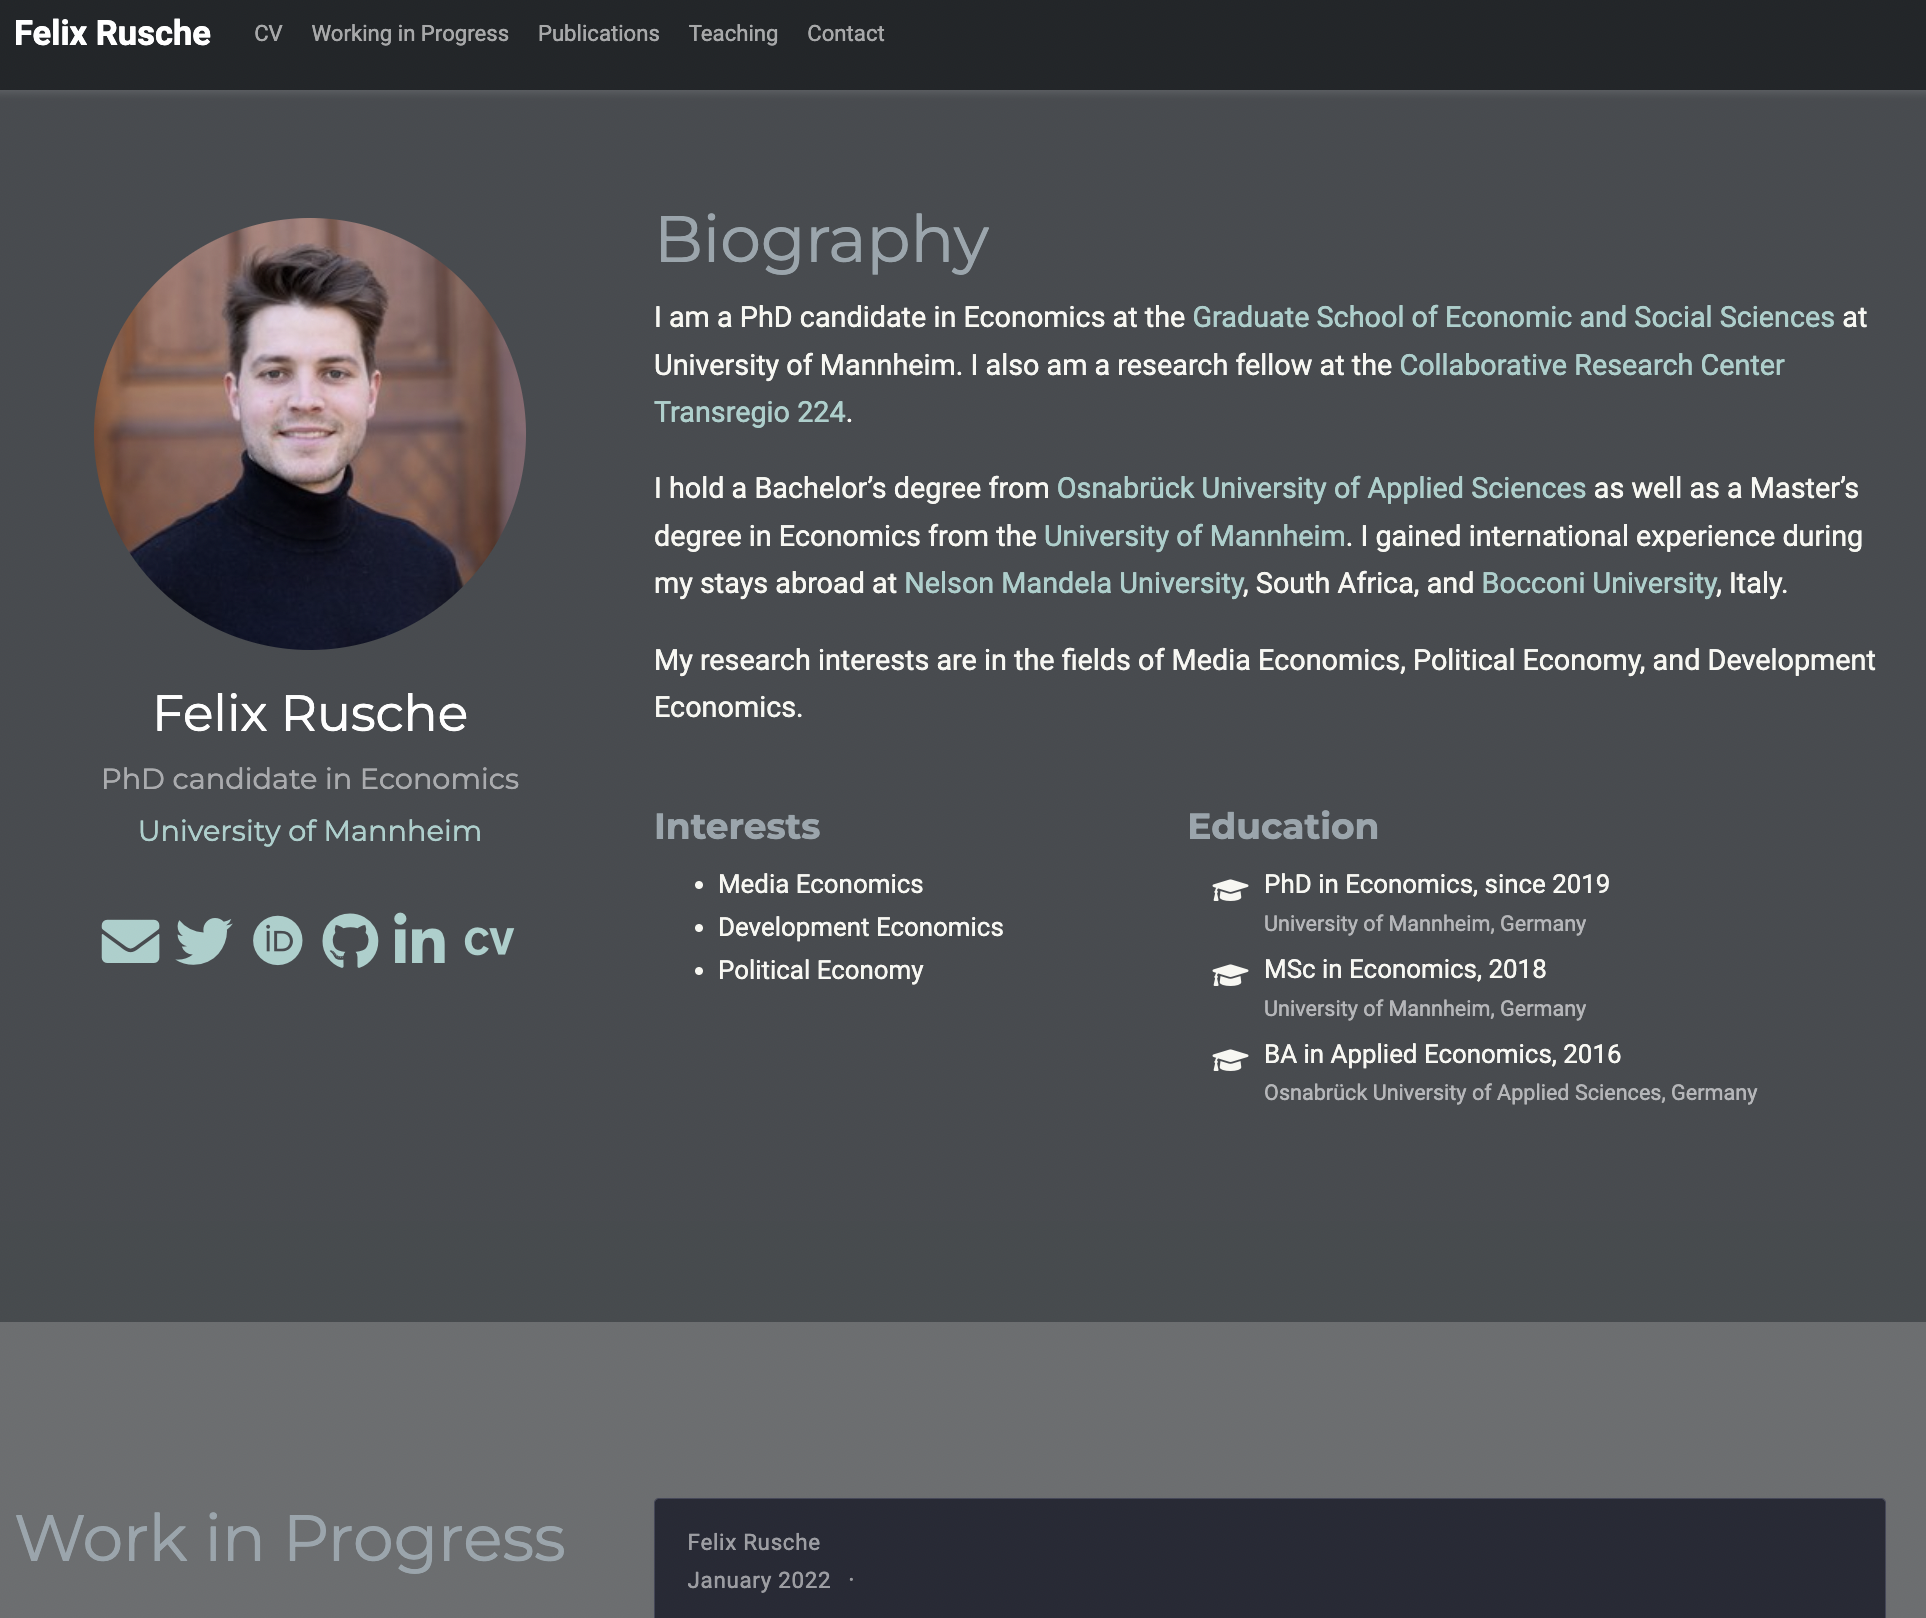 Felix Rusche
CV
Working in Progress
Publications
Teaching
Contact
Felix Rusche
PhD candidate in Economics
University of Mannheim
iD
in
CV
Biography
I am a PhD candidate in Economics at the Graduate School of Economic and Social Sciences at
University of Mannheim. I also am a research fellow at the Collaborative Research Center
Transregio 224.
I hold a Bachelor’s degree from Osnabrück University of Applied Sciences as well as a Master’s
degree in Economics from the University of Mannheim. I gained international experience during
my stays abroad at Nelson Mandela University, South Africa, and Bocconi University, Italy.
My research interests are in the fields of Media Economics, Political Economy, and Development
Economics.
Interests
• Media Economics
• Development Economics
• Political Economy
Education
PhD in Economics, since 2019
University of Mannheim, Germany
MSc in Economics, 2018
University of Mannheim, Germany
BA in Applied Economics, 2016
Osnabrück University of Applied Sciences, Germany
Work in Progress
Felix Rusche
January 2022 ·